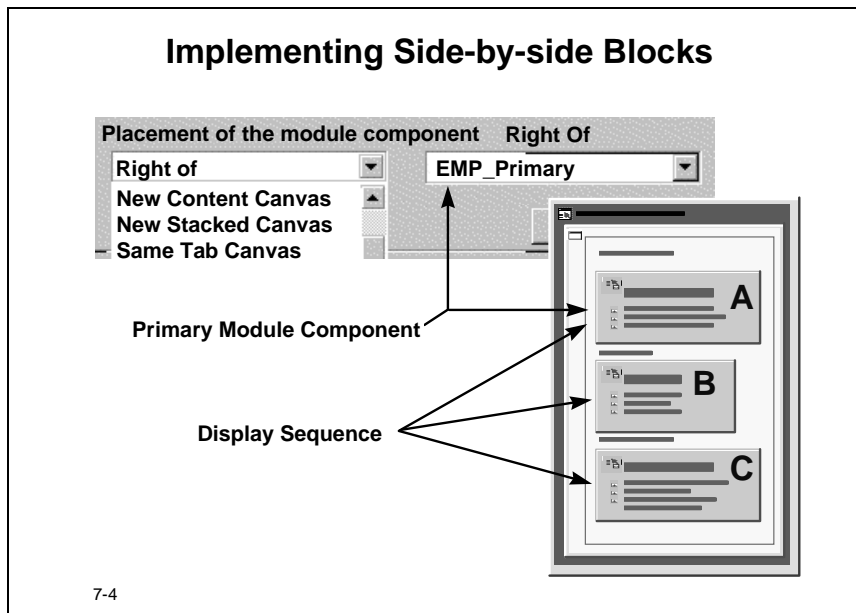 Implementing Side-by-side Blocks
Placement of the module component Right Of
Right of EMP_Primary
New Content Canvas
New Stacked Canvas
Same Tab Canvas
A
Primary Module Component
B
Display Sequence
C
7-4